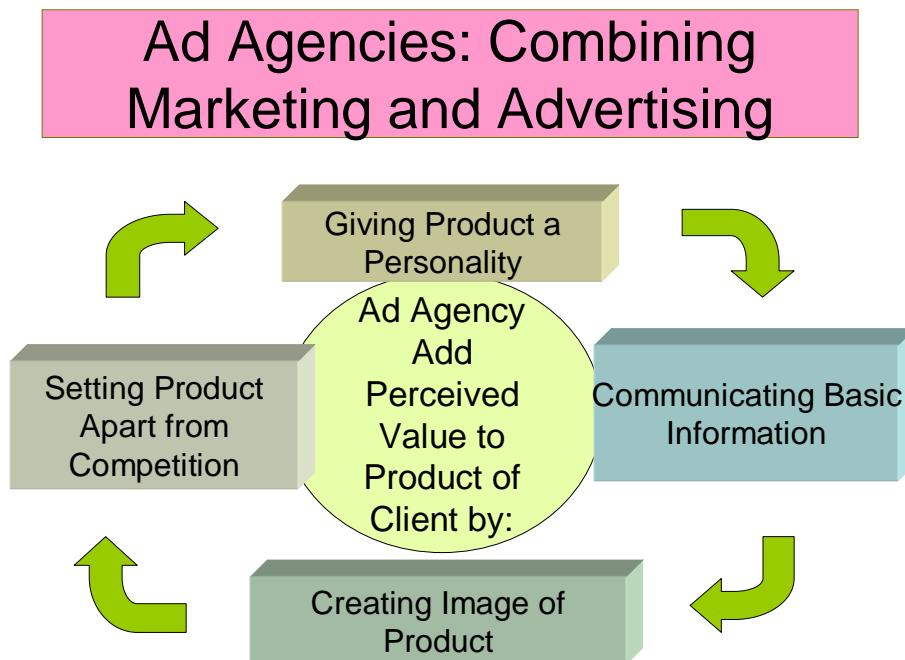 Ad Agencies: Combining
Marketing and Advertising
Giving Product a
Personality
Ad Agency
Add
Perceived
Value to
Product of
Client by:
Communicating Basic
Information
Creating Image of
Product
Setting Product
Apart from
Competition